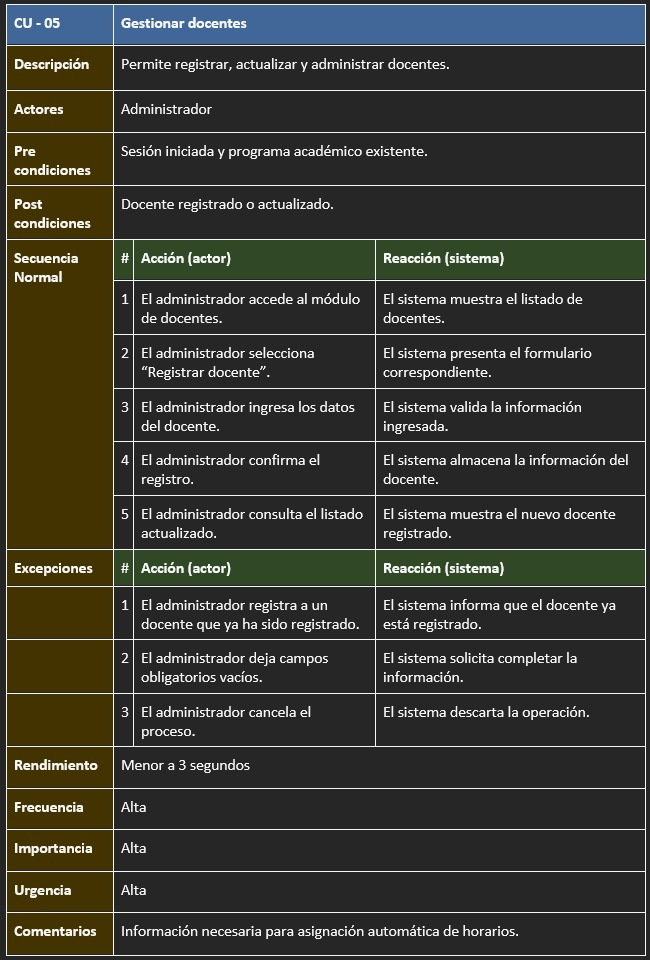 CU - 05 Gestionar docentes
Descripción Permite registrar, actualizar y administrar docentes.
Actores Administrador
Pre condiciones Sesión iniciada y programa académico existente.
Post condiciones Docente registrado o actualizado.
Secuencia Normal # Acción (actor) Reacción (sistema)
1 El administrador accede al módulo de docentes. El sistema muestra el listado de docentes.
2 El administrador selecciona “Registrar docente”. El sistema presenta el formulario correspondiente.
3 El administrador ingresa los datos del docente. El sistema valida la información ingresada.
4 El administrador confirma el registro. El sistema almacena la información del docente.
5 El administrador consulta el listado actualizado. El sistema muestra el nuevo docente registrado.
Excepciones # Acción (actor) Reacción (sistema)
1 El administrador registra a un docente que ya ha sido registrado. El sistema informa que el docente ya está registrado.
2 El administrador deja campos obligatorios vacíos. El sistema solicita completar la información.
3 El administrador cancela el proceso. El sistema descarta la operación.
Rendimiento Menor a 3 segundos
Frecuencia Alta
Importancia Alta
Urgencia Alta
Comentarios Información necesaria para asignación automática de horarios.